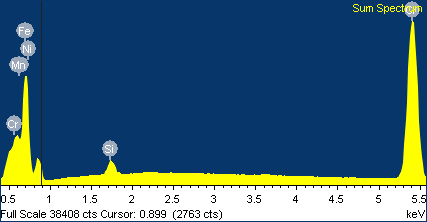 Sum Spectrum
Fe
Ni
Mn
Cr
Si
0.5 1 1.5 2 2.5 3 3.5 4 4.5 5 5.5
Full Scale 38408 cts Cursor: 0.899 (2763 cts) keV